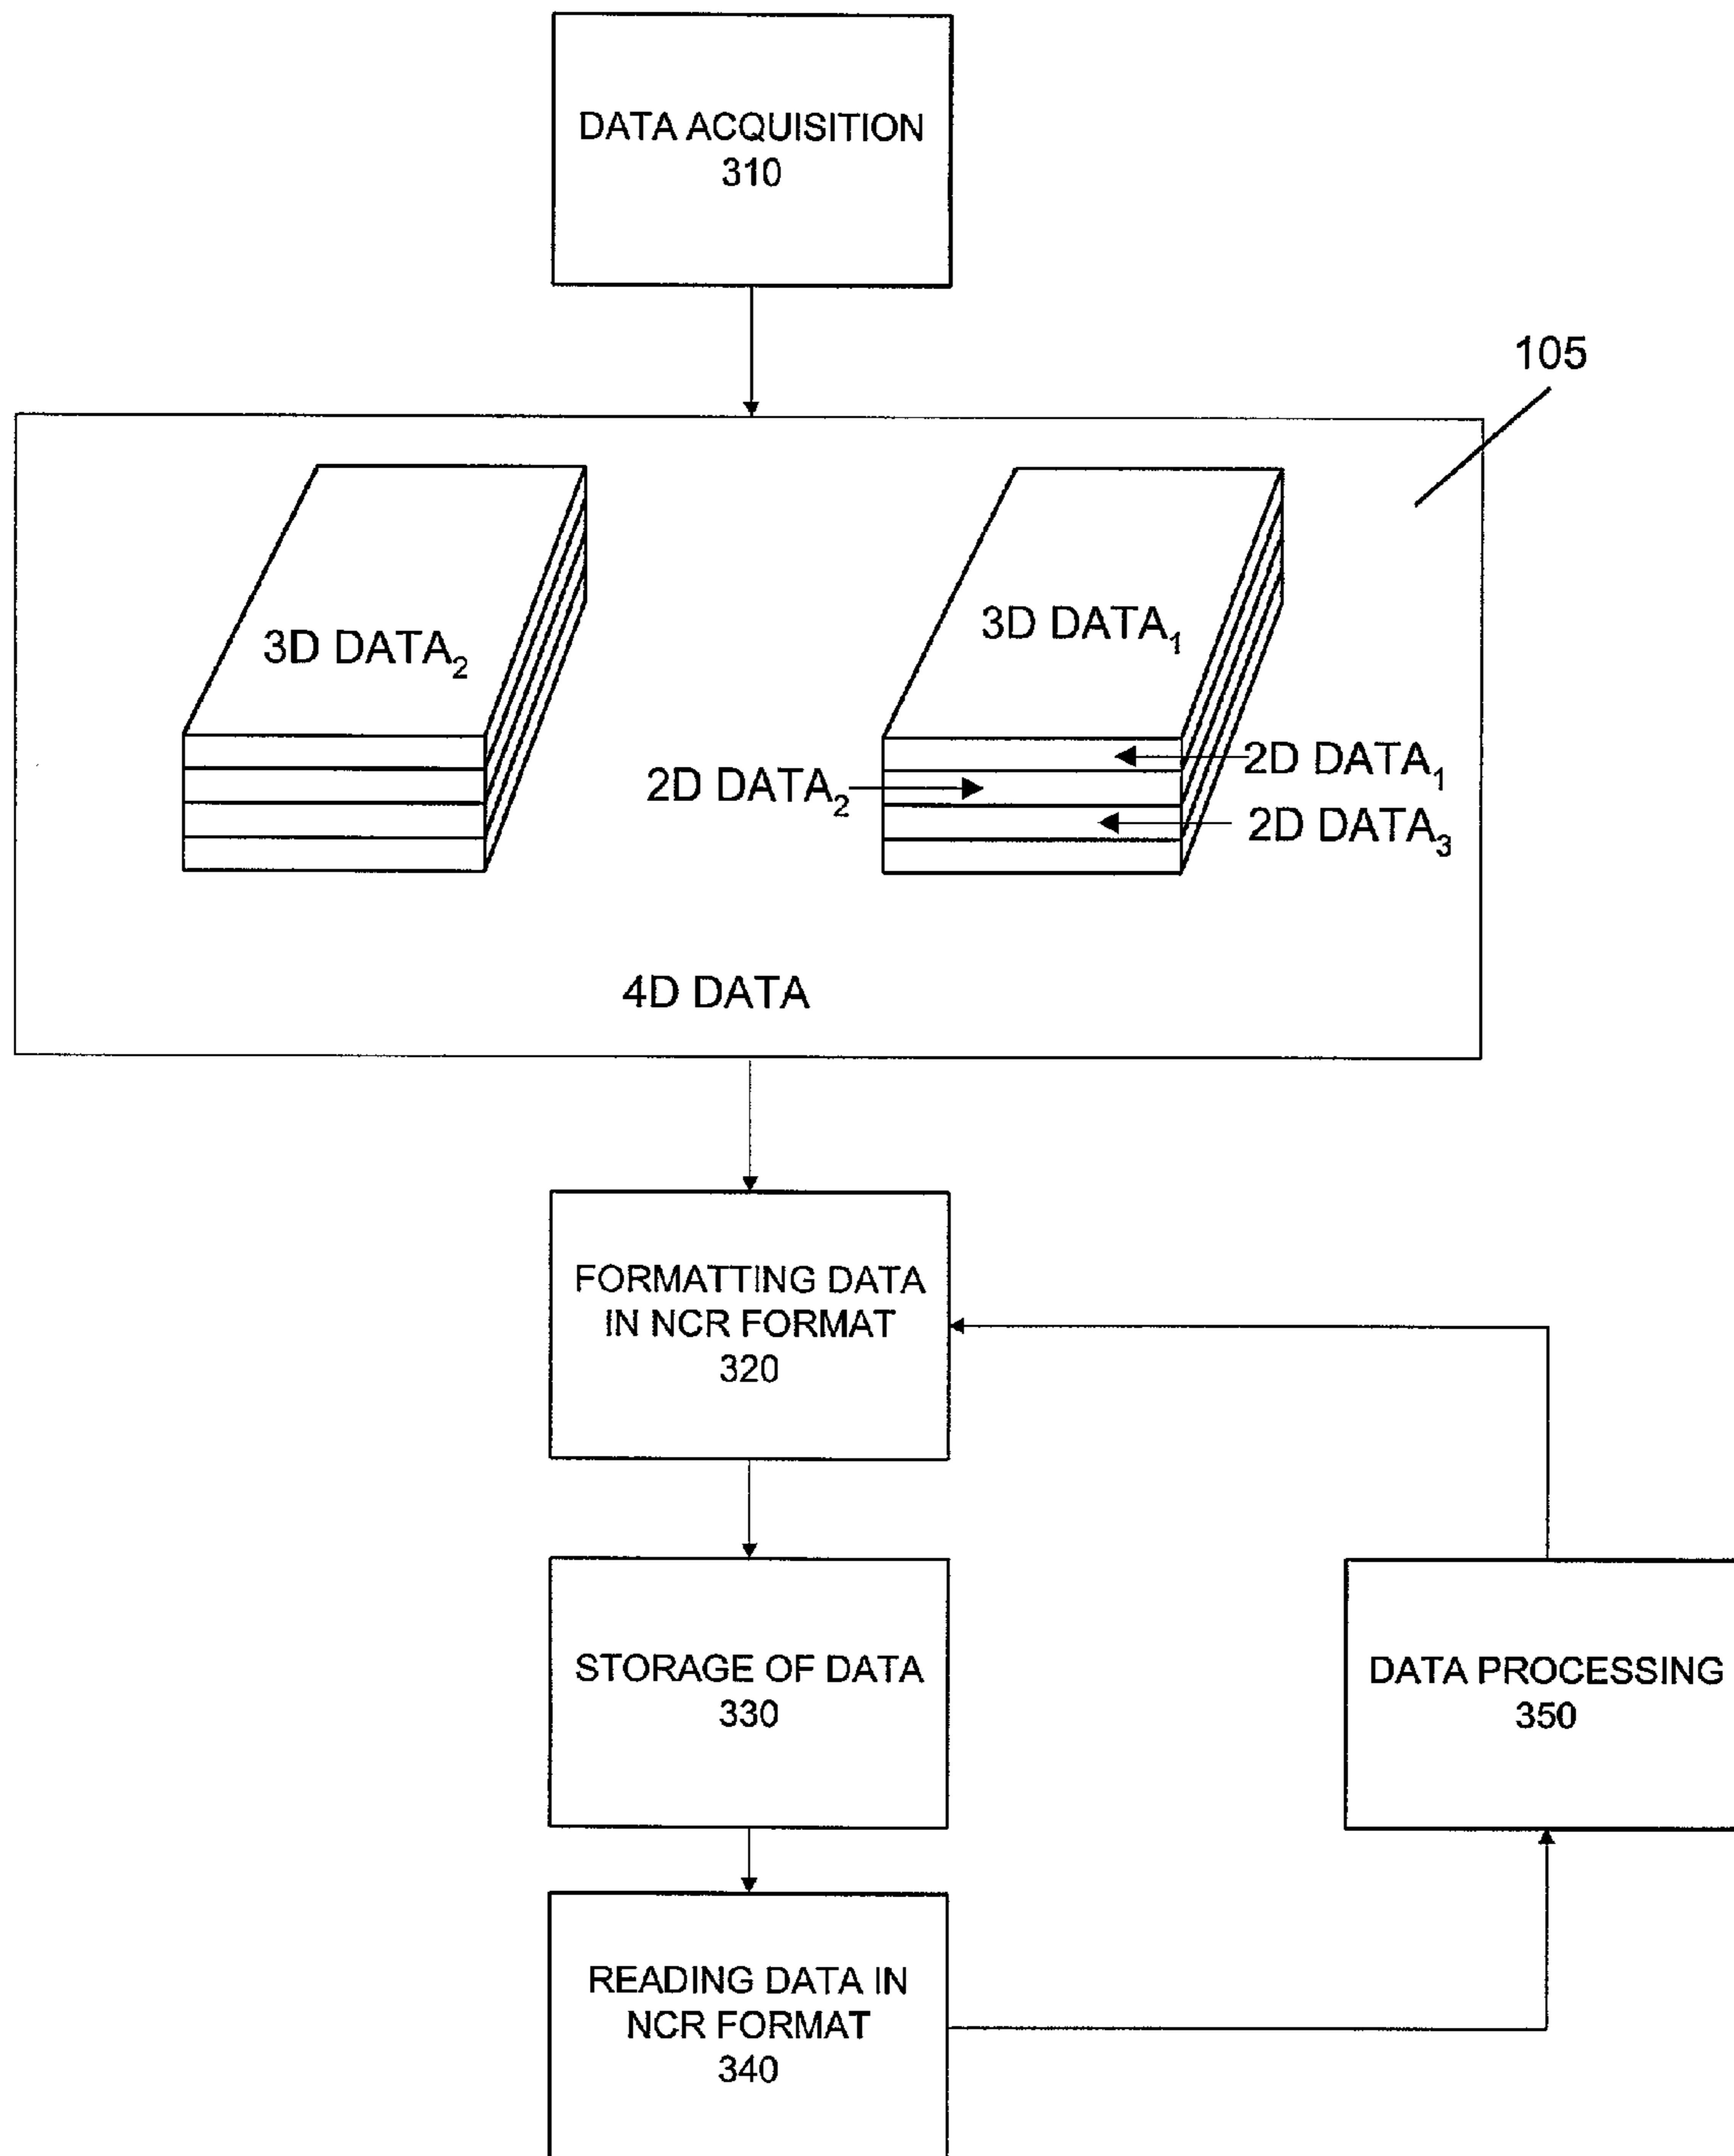 DATA ACQUISITION
310
105
3D DATA₂
3D DATA₁
2D DATA₁
2D DATA₂
2D DATA₃
4D DATA
FORMATTING DATA
IN NCR FORMAT
320
STORAGE OF DATA
330
DATA PROCESSING
350
READING DATA IN
NCR FORMAT
340